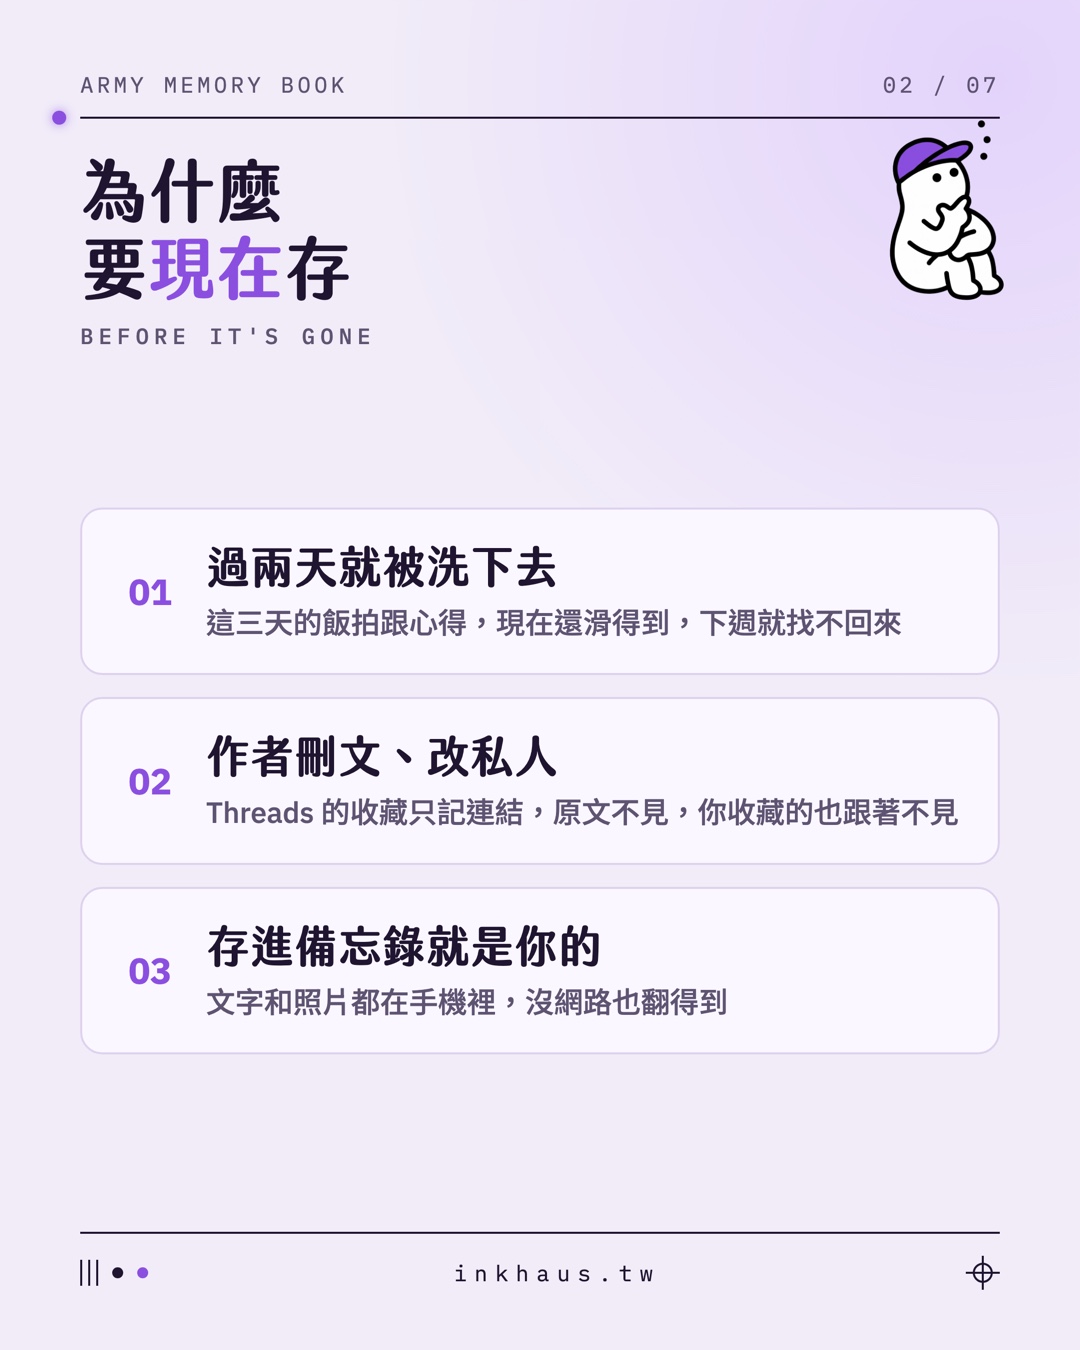 ARMY MEMORY BOOK
02 / 07
為什麼
要現在存
BEFORE IT'S GONE
01
過兩天就被洗下去
這三天的飯拍跟心得，現在還滑得到，下週就找不回來
02
作者刪文、改私人
Threads 的收藏只記連結，原文不見，你收藏的也跟著不見
03
存進備忘錄就是你的
文字和照片都在手機裡，沒網路也翻得到
inkhaus.tw